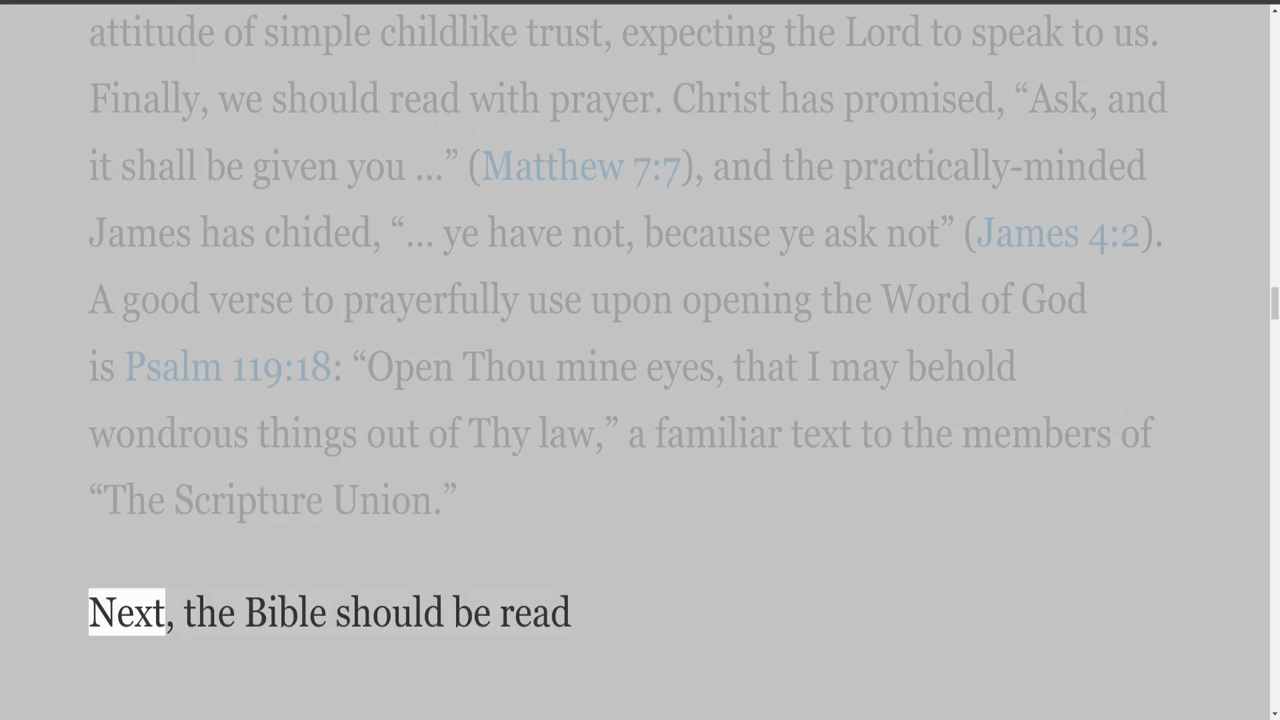 attitude of simple childlike trust, expecting the Lord to speak to us.
Finally, we should read with prayer. Christ has promised, “Ask, and
it shall be given you ...” (Matthew 7:7), and the practically-minded
James has chided, “... ye have not, because ye ask not” (James 4:2).
A good verse to prayerfully use upon opening the Word of God
is Psalm 119:18: “Open Thou mine eyes, that I may behold
wondrous things out of Thy law,” a familiar text to the members of
“The Scripture Union.”
Next, the Bible should be read